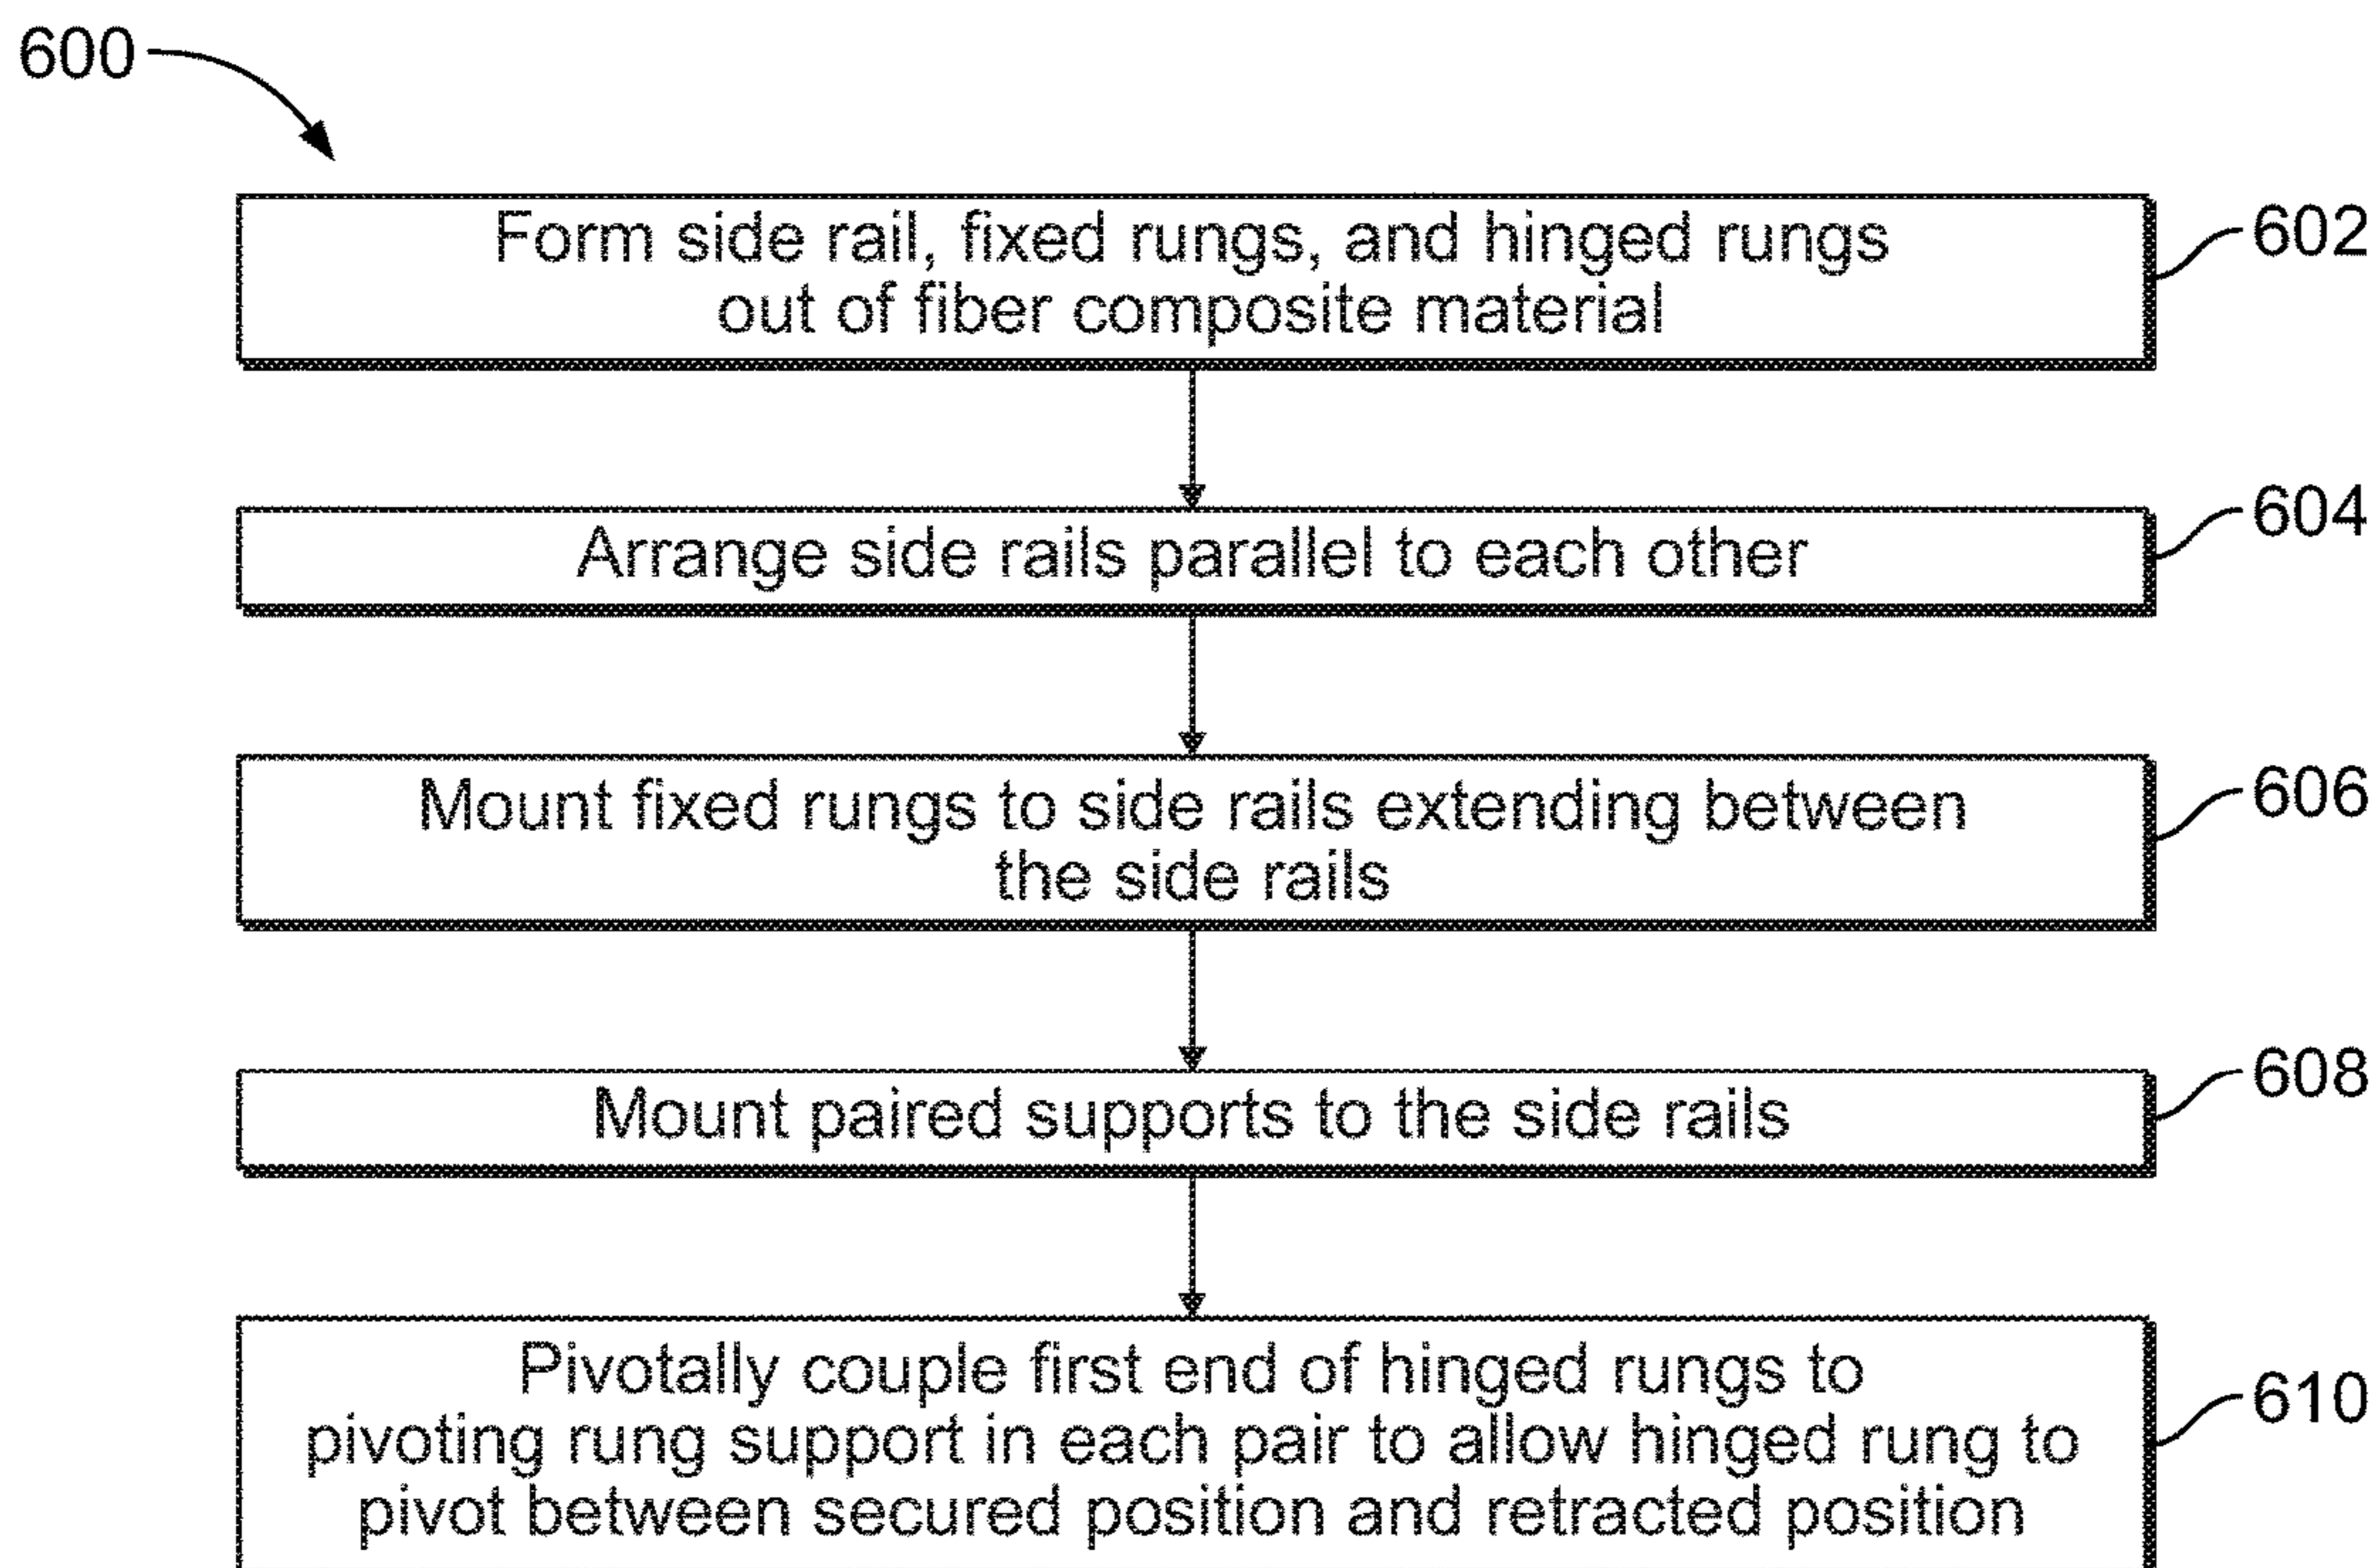 600
Form side rail, fixed rungs, and hinged rungs
out of fiber composite material
602
Arrange side rails parallel to each other
604
Mount fixed rungs to side rails extending between
the side rails
606
Mount paired supports to the side rails
608
Pivotally couple first end of hinged rungs to
pivoting rung support in each pair to allow hinged rung to
pivot between secured position and retracted position
610